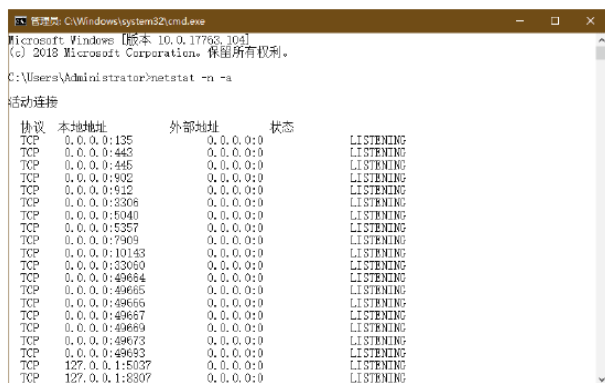 管理员: C:\Windows\system32\cmd.exe
Microsoft Windows [版本 10.0.17763.104]
(c) 2018 Microsoft Corporation。保留所有权利。
C:\Users\Administrator>netstat -n -a
活动连接
协议 本地地址 外部地址 状态
TCP 0.0.0.0:135 0.0.0.0:0 LISTENING
TCP 0.0.0.0:443 0.0.0.0:0 LISTENING
TCP 0.0.0.0:445 0.0.0.0:0 LISTENING
TCP 0.0.0.0:902 0.0.0.0:0 LISTENING
TCP 0.0.0.0:912 0.0.0.0:0 LISTENING
TCP 0.0.0.0:3306 0.0.0.0:0 LISTENING
TCP 0.0.0.0:5040 0.0.0.0:0 LISTENING
TCP 0.0.0.0:5357 0.0.0.0:0 LISTENING
TCP 0.0.0.0:7909 0.0.0.0:0 LISTENING
TCP 0.0.0.0:10143 0.0.0.0:0 LISTENING
TCP 0.0.0.0:33060 0.0.0.0:0 LISTENING
TCP 0.0.0.0:49664 0.0.0.0:0 LISTENING
TCP 0.0.0.0:49665 0.0.0.0:0 LISTENING
TCP 0.0.0.0:49666 0.0.0.0:0 LISTENING
TCP 0.0.0.0:49667 0.0.0.0:0 LISTENING
TCP 0.0.0.0:49669 0.0.0.0:0 LISTENING
TCP 0.0.0.0:49673 0.0.0.0:0 LISTENING
TCP 0.0.0.0:49693 0.0.0.0:0 LISTENING
TCP 127.0.0.1:5037 0.0.0.0:0 LISTENING
TCP 127.0.0.1:8307 0.0.0.0:0 LISTENING